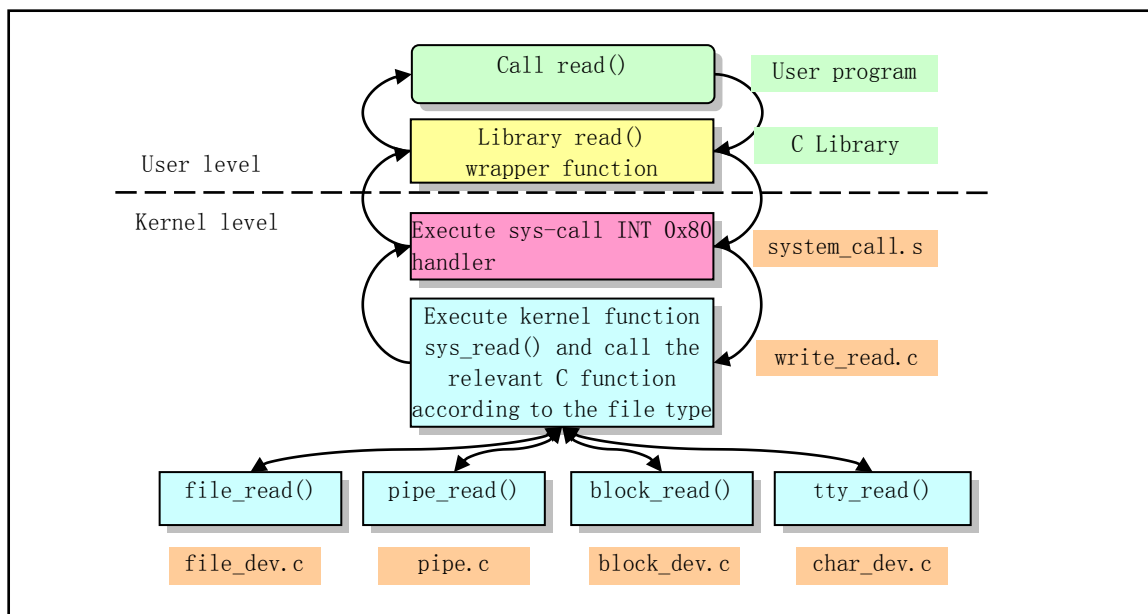 Call read()
User program
Library read()
wrapper function
C Library
User level
Kernel level
Execute sys-call INT 0x80
handler
system_call.s
Execute kernel function
sys_read() and call the
relevant C function
according to the file type
write_read.c
file_read()
pipe_read()
block_read()
tty_read()
file_dev.c
pipe.c
block_dev.c
char_dev.c